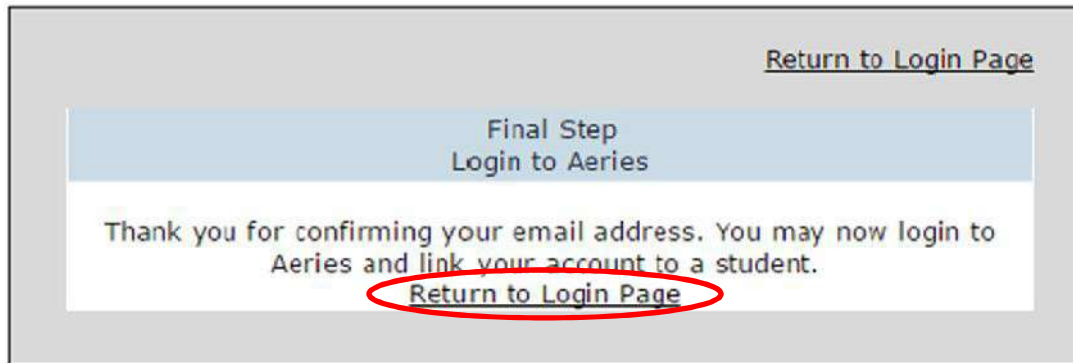 Return to Login Page
Final Step
Login to Aeries
Thank you for confirming your email address. You may now login to
Aeries and link your account to a student.
Return to Login Page